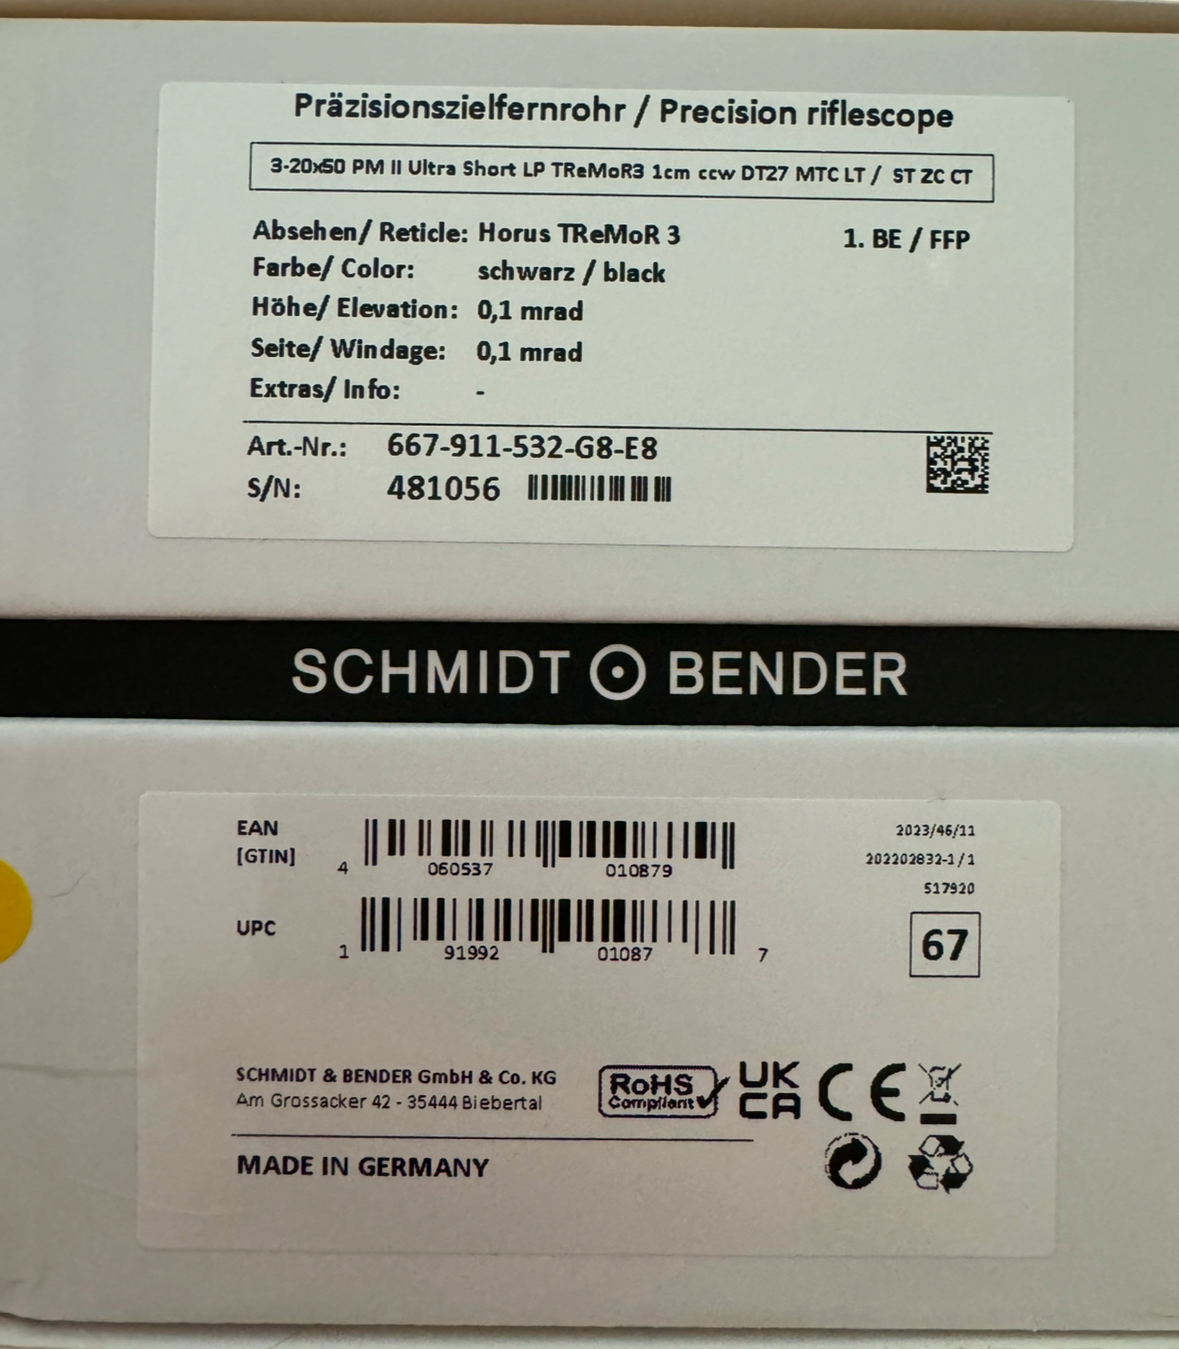 Präzisionszielfernrohr / Precision riflescope
3-20x50 PM II Ultra Short LP TReMoR3 1cm ccw DT27 MTC LT / ST ZC CT
Absehen/ Reticle: Horus TReMoR 3 1. BE / FFP
Farbe/ Color: schwarz / black
Höhe/ Elevation: 0,1 mrad
Seite/ Windage: 0,1 mrad
Extras/ Info: -
Art.-Nr.: 667-911-532-G8-E8
S/N: 481056
SCHMIDT BENDER
EAN
[GTIN]
4 060537 010879
UPC
1 91992 01087 7
2023/46/11
202202832-1/1
517920
67
SCHMIDT & BENDER GmbH & Co. KG
Am Grossacker 42 - 35444 Biebertal
RoHS
Compliant
UK
CA
CE
MADE IN GERMANY